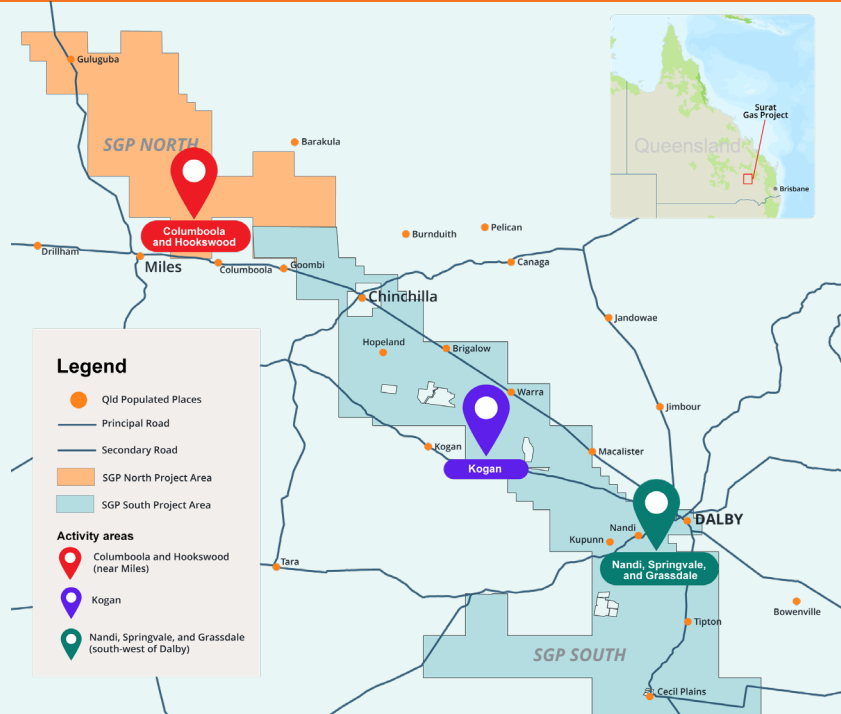 Guluguba
SGP NORTH
Barakula
Surat
Gas Project
Queensland
Brisbane
Columboola
and Hookswood
Burnduith
Pelican
Drillham
Miles
Columboola
Goombi
Canaga
Chinchilla
Jandowae
Hopeland
Brigalow
Warra
Jimbour
Kogan
Kogan
Macalister
Nandi
Kupunn
DALBY
Nandi, Springvale,
and Grassdale
Tara
Bowenville
Tipton
SGP SOUTH
Cecil Plains
Legend
Qld Populated Places
Principal Road
Secondary Road
SGP North Project Area
SGP South Project Area
Activity areas
Columboola and Hookswood
(near Miles)
Kogan
Nandi, Springvale, and Grassdale
(south-west of Dalby)